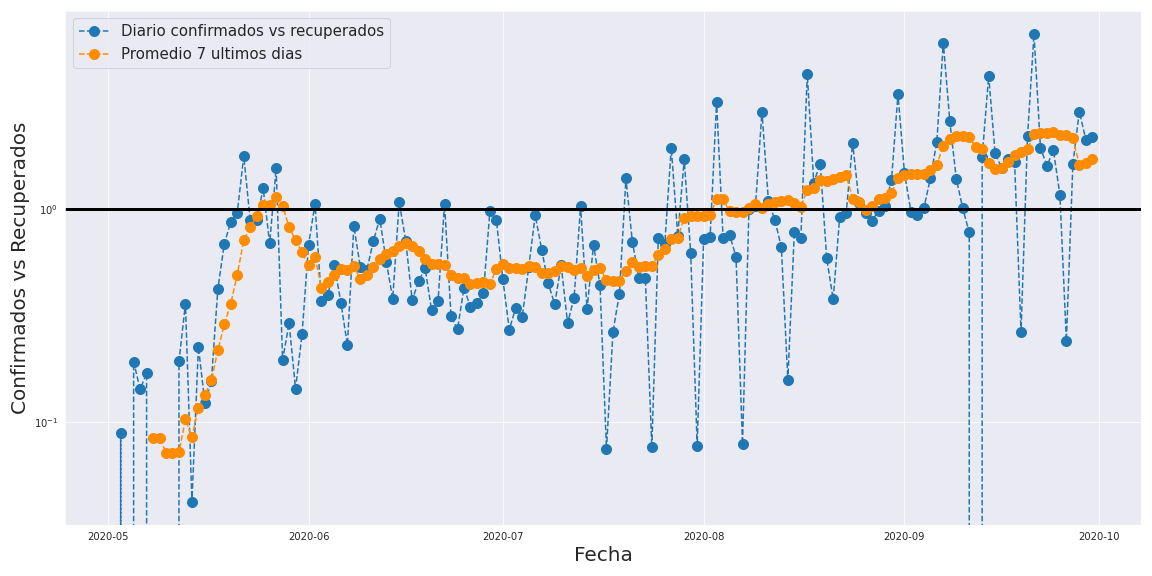 Diario confirmados vs recuperados
Promedio 7 ultimos dias
Confirmados vs Recuperados
10⁰
10⁻¹
2020-05
2020-06
2020-07
2020-08
2020-09
2020-10
Fecha